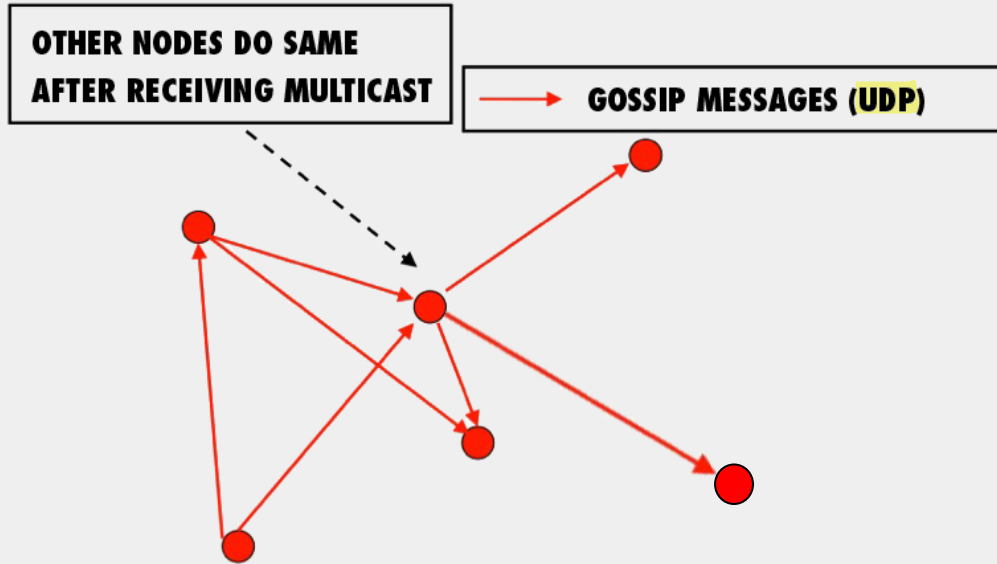 OTHER NODES DO SAME
AFTER RECEIVING MULTICAST
GOSSIP MESSAGES (UDP)